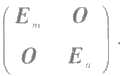 E_m O
O E_n .